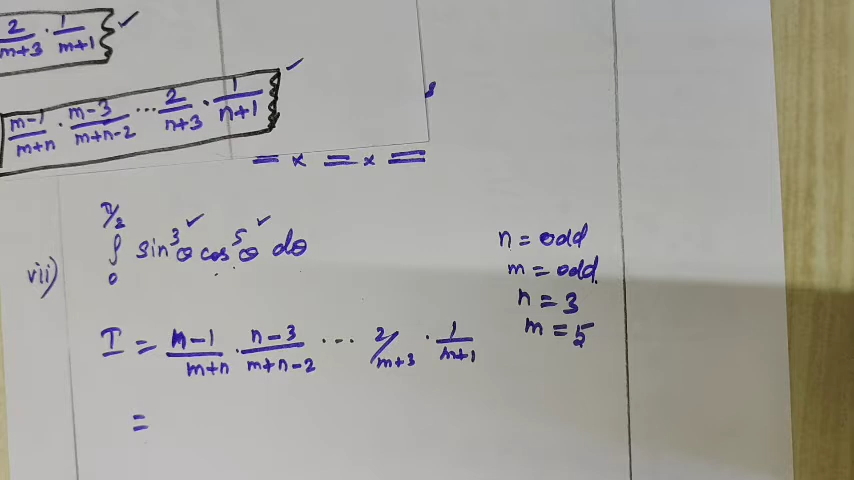 2/m+3 · 1/m+1 ✓
m-1/m+n · m-3/m+n-2 ... 2/n+3 · 1/n+1 ✓
= x = x =
vii) ∫₀^π/2 sin³θ cos⁵θ dθ
n = odd
m = odd.
n = 3
m = 5
I = n-1/m+n · n-3/m+n-2 ... 2/m+3 · 1/m+1
=